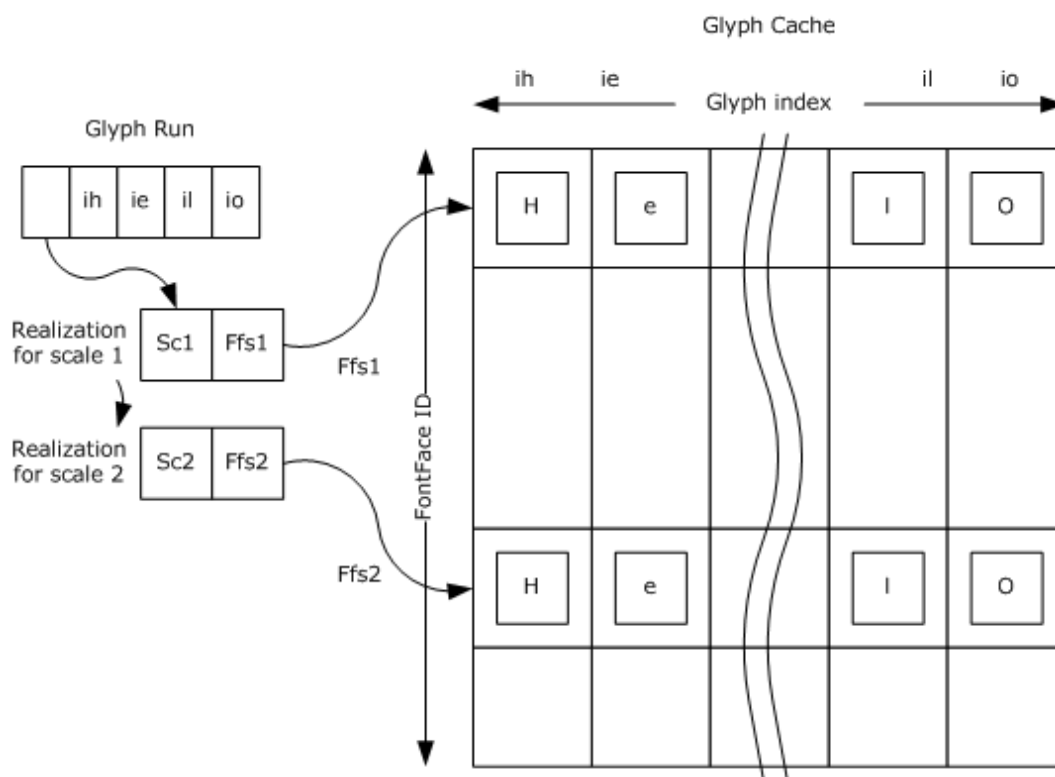 Glyph Cache
ih ie il io
Glyph index
Glyph Run
ih ie il io
H e l O
Realization
for scale 1
Sc1 Ffs1
Ffs1
FontFace ID
Realization
for scale 2
Sc2 Ffs2
Ffs2
H e l O